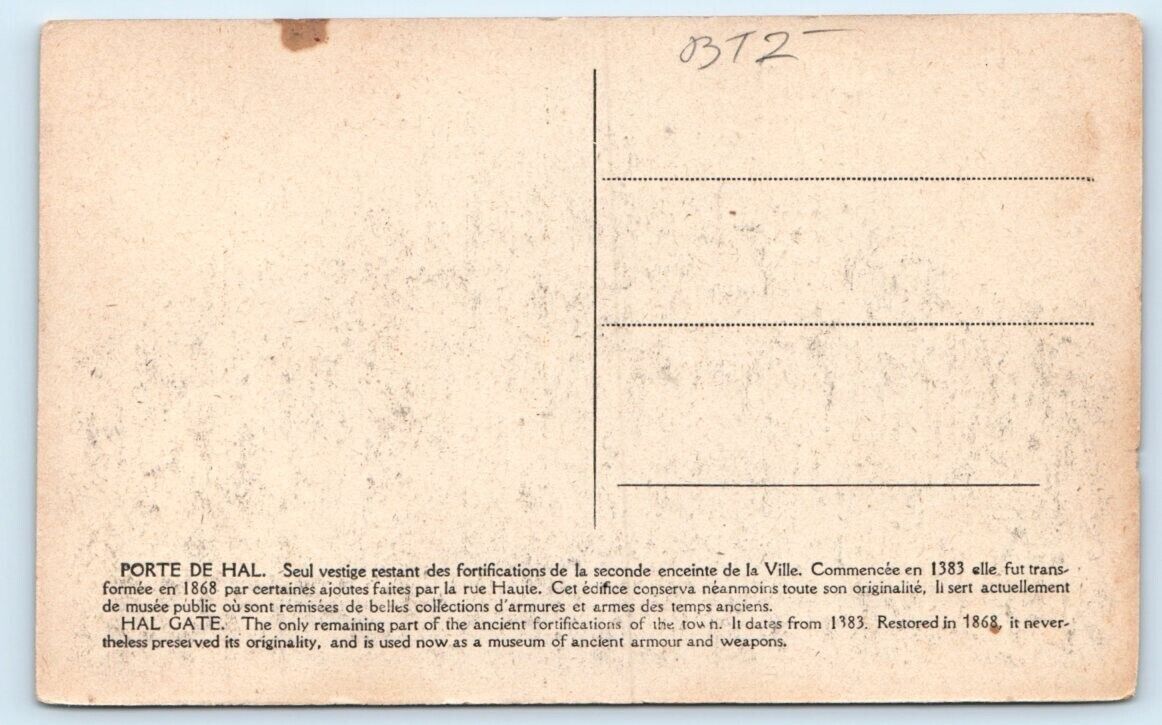 BT2-
PORTE DE HAL. Seul vestige restant des fortifications de la seconde enceinte de la Ville. Commencée en 1383 elle fut trans-
formée en 1868 par certaines ajoutes faites par la rue Haute. Cet édifice conserva néanmoins toute son originalité, Il sert actuellement
de musée public où sont remisées de belles collections d'armures et armes des temps anciens.
HAL GATE. The only remaining part of the ancient fortifications of the town. It dates from 1383. Restored in 1868, it never-
theless preserved its originality, and is used now as a museum of ancient armour and weapons.